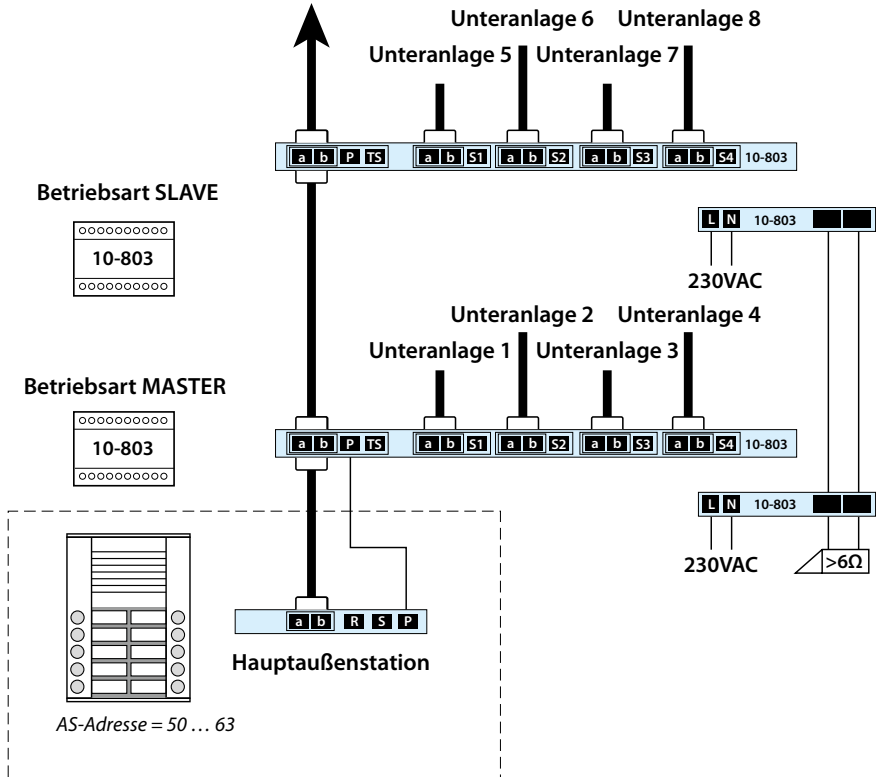 Unteranlage 6 Unteranlage 8
Unteranlage 5 Unteranlage 7
a b P TS a b S1 a b S2 a b S3 a b S4 10-803
Betriebsart SLAVE
10-803
L N 10-803
230VAC
Unteranlage 2 Unteranlage 4
Unteranlage 1 Unteranlage 3
Betriebsart MASTER
10-803
a b P TS a b S1 a b S2 a b S3 a b S4 10-803
L N 10-803
230VAC >6Ω
a b R S P
Hauptaußenstation
AS-Adresse = 50 … 63